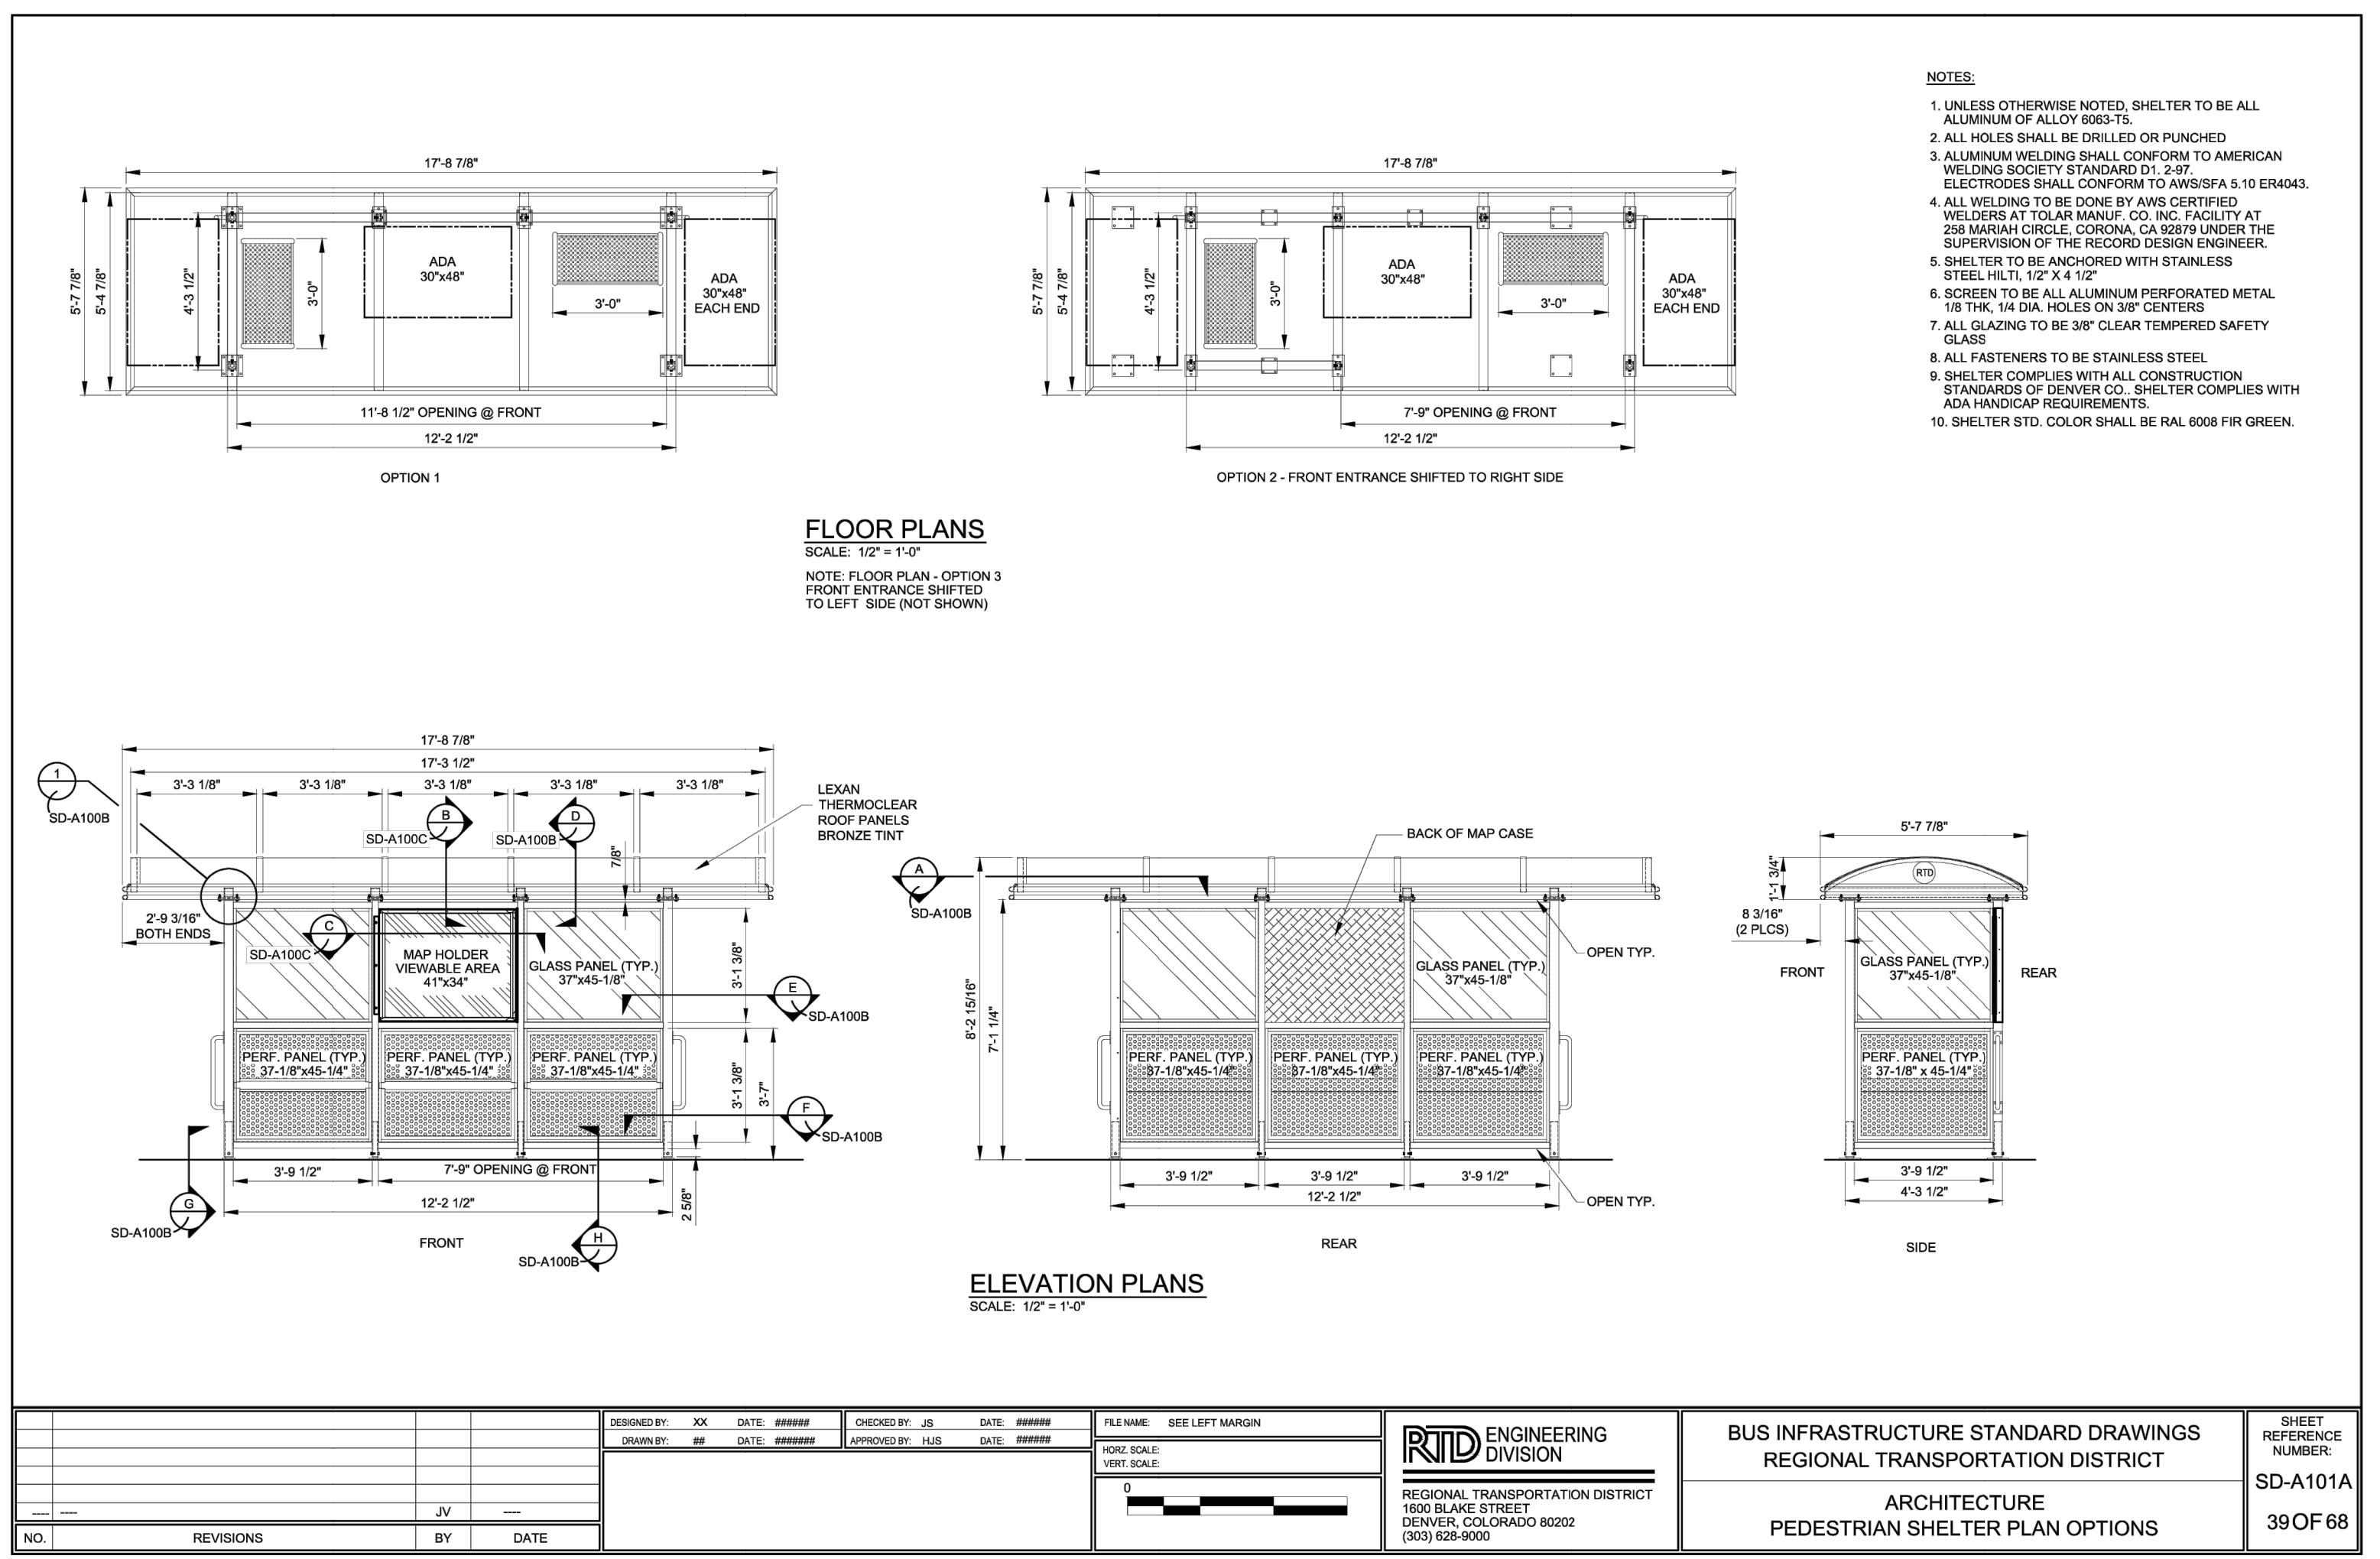 NOTES:
1. UNLESS OTHERWISE NOTED, SHELTER TO BE ALL
ALUMINUM OF ALLOY 6063-T5.
2. ALL HOLES SHALL BE DRILLED OR PUNCHED
3. ALUMINUM WELDING SHALL CONFORM TO AMERICAN
WELDING SOCIETY STANDARD D1. 2-97.
ELECTRODES SHALL CONFORM TO AWS/SFA 5.10 ER4043.
4. ALL WELDING TO BE DONE BY AWS CERTIFIED
WELDERS AT TOLAR MANUF. CO. INC. FACILITY AT
258 MARIAH CIRCLE, CORONA, CA 92879 UNDER THE
SUPERVISION OF THE RECORD DESIGN ENGINEER.
5. SHELTER TO BE ANCHORED WITH STAINLESS
STEEL HILTI, 1/2" X 4 1/2"
6. SCREEN TO BE ALL ALUMINUM PERFORATED METAL
1/8 THK, 1/4 DIA. HOLES ON 3/8" CENTERS
7. ALL GLAZING TO BE 3/8" CLEAR TEMPERED SAFETY
GLASS
8. ALL FASTENERS TO BE STAINLESS STEEL
9. SHELTER COMPLIES WITH ALL CONSTRUCTION
STANDARDS OF DENVER CO.. SHELTER COMPLIES WITH
ADA HANDICAP REQUIREMENTS.
10. SHELTER STD. COLOR SHALL BE RAL 6008 FIR GREEN.
17'-8 7/8"
5'-7 7/8"
5'-4 7/8"
4'-3 1/2"
3'-0"
ADA
30"x48"
3'-0"
ADA
30"x48"
EACH END
11'-8 1/2" OPENING @ FRONT
12'-2 1/2"
OPTION 1
17'-8 7/8"
5'-7 7/8"
5'-4 7/8"
4'-3 1/2"
3'-0"
ADA
30"x48"
3'-0"
ADA
30"x48"
EACH END
7'-9" OPENING @ FRONT
12'-2 1/2"
OPTION 2 - FRONT ENTRANCE SHIFTED TO RIGHT SIDE
FLOOR PLANS
SCALE: 1/2" = 1'-0"
NOTE: FLOOR PLAN - OPTION 3
FRONT ENTRANCE SHIFTED
TO LEFT SIDE (NOT SHOWN)
17'-8 7/8"
17'-3 1/2"
3'-3 1/8"
3'-3 1/8"
3'-3 1/8"
3'-3 1/8"
3'-3 1/8"
1
SD-A100B
B
SD-A100C
D
SD-A100B
7/8"
LEXAN
THERMOCLEAR
ROOF PANELS
BRONZE TINT
2'-9 3/16"
BOTH ENDS
C
SD-A100C
MAP HOLDER
VIEWABLE AREA
41"x34"
GLASS PANEL (TYP.)
37"x45-1/8"
3'-1 3/8"
E
SD-A100B
PERF. PANEL (TYP.)
37-1/8"x45-1/4"
PERF. PANEL (TYP.)
37-1/8"x45-1/4"
PERF. PANEL (TYP.)
37-1/8"x45-1/4"
3'-1 3/8"
3'-7"
F
SD-A100B
3'-9 1/2"
7'-9" OPENING @ FRONT
12'-2 1/2"
2 5/8"
G
SD-A100B
H
SD-A100B
FRONT
A
SD-A100B
BACK OF MAP CASE
OPEN TYP.
8'-2 15/16"
7'-1 1/4"
GLASS PANEL (TYP.)
37"x45-1/8"
PERF. PANEL (TYP.)
37-1/8"x45-1/4"
PERF. PANEL (TYP.)
37-1/8"x45-1/4"
PERF. PANEL (TYP.)
37-1/8"x45-1/4"
3'-9 1/2"
3'-9 1/2"
3'-9 1/2"
12'-2 1/2"
OPEN TYP.
REAR
5'-7 7/8"
1'-1 3/4"
RTD
8 3/16"
(2 PLCS)
FRONT
GLASS PANEL (TYP.)
37"x45-1/8"
REAR
PERF. PANEL (TYP.)
37-1/8" x 45-1/4"
3'-9 1/2"
4'-3 1/2"
SIDE
ELEVATION PLANS
SCALE: 1/2" = 1'-0"
---- ---- JV ----
NO. REVISIONS BY DATE
DESIGNED BY: XX DATE: ######
DRAWN BY: ## DATE: #######
CHECKED BY: JS DATE: ######
APPROVED BY: HJS DATE: ######
FILE NAME: SEE LEFT MARGIN
HORZ. SCALE:
VERT. SCALE:
0
RTD ENGINEERING
DIVISION
REGIONAL TRANSPORTATION DISTRICT
1600 BLAKE STREET
DENVER, COLORADO 80202
(303) 628-9000
BUS INFRASTRUCTURE STANDARD DRAWINGS
REGIONAL TRANSPORTATION DISTRICT
ARCHITECTURE
PEDESTRIAN SHELTER PLAN OPTIONS
SHEET
REFERENCE
NUMBER:
SD-A101A
39 OF 68